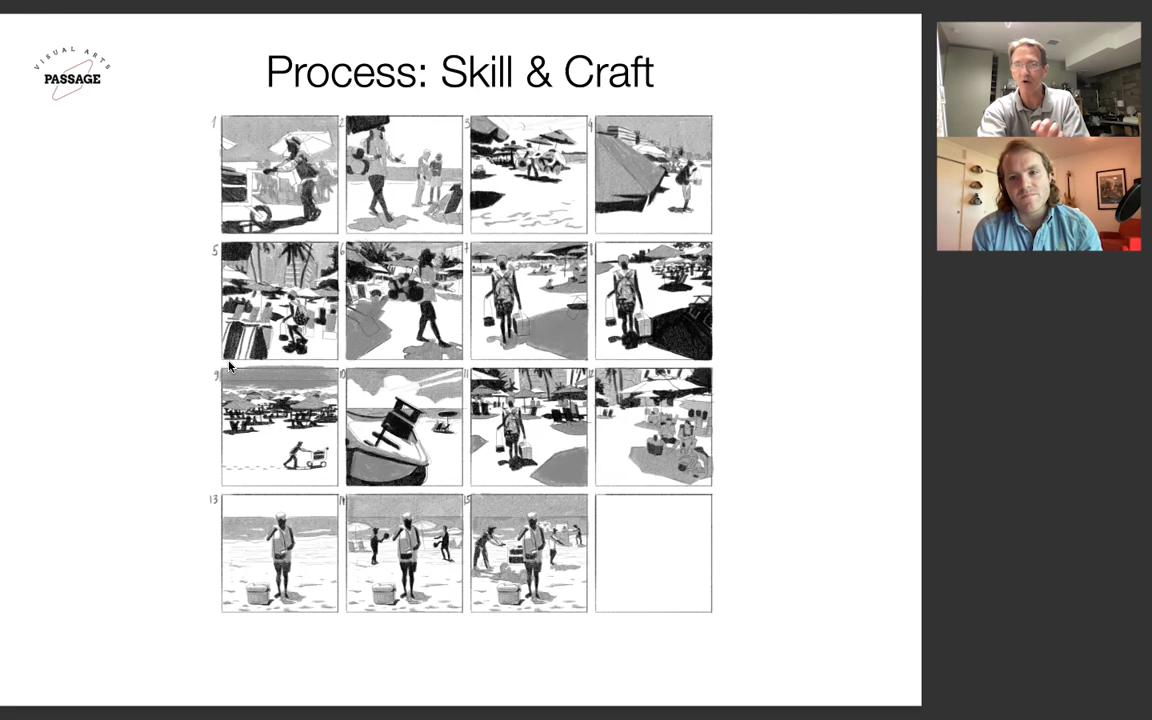 VISUAL ARTS
PASSAGE
Process: Skill & Craft
1 2 3 4
5 6 7 8
9 10 11 12
13 14 15